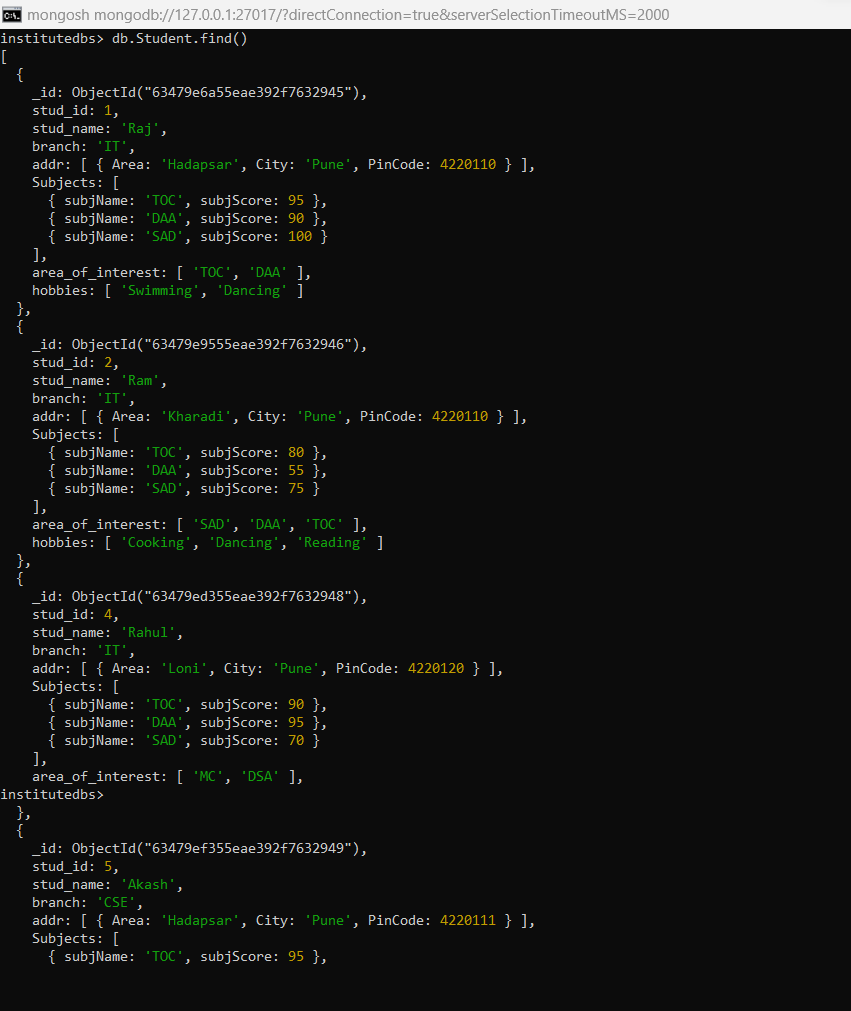 mongosh mongodb://127.0.0.1:27017/?directConnection=true&serverSelectionTimeoutMS=2000
institutedbs> db.Student.find()
[
  {
    _id: ObjectId("63479e6a55eae392f7632945"),
    stud_id: 1,
    stud_name: 'Raj',
    branch: 'IT',
    addr: [ { Area: 'Hadapsar', City: 'Pune', PinCode: 4220110 } ],
    Subjects: [
      { subjName: 'TOC', subjScore: 95 },
      { subjName: 'DAA', subjScore: 90 },
      { subjName: 'SAD', subjScore: 100 }
    ],
    area_of_interest: [ 'TOC', 'DAA' ],
    hobbies: [ 'Swimming', 'Dancing' ]
  },
  {
    _id: ObjectId("63479e9555eae392f7632946"),
    stud_id: 2,
    stud_name: 'Ram',
    branch: 'IT',
    addr: [ { Area: 'Kharadi', City: 'Pune', PinCode: 4220110 } ],
    Subjects: [
      { subjName: 'TOC', subjScore: 80 },
      { subjName: 'DAA', subjScore: 55 },
      { subjName: 'SAD', subjScore: 75 }
    ],
    area_of_interest: [ 'SAD', 'DAA', 'TOC' ],
    hobbies: [ 'Cooking', 'Dancing', 'Reading' ]
  },
  {
    _id: ObjectId("63479ed355eae392f7632948"),
    stud_id: 4,
    stud_name: 'Rahul',
    branch: 'IT',
    addr: [ { Area: 'Loni', City: 'Pune', PinCode: 4220120 } ],
    Subjects: [
      { subjName: 'TOC', subjScore: 90 },
      { subjName: 'DAA', subjScore: 95 },
      { subjName: 'SAD', subjScore: 70 }
    ],
    area_of_interest: [ 'MC', 'DSA' ],
institutedbs>
  },
  {
    _id: ObjectId("63479ef355eae392f7632949"),
    stud_id: 5,
    stud_name: 'Akash',
    branch: 'CSE',
    addr: [ { Area: 'Hadapsar', City: 'Pune', PinCode: 4220111 } ],
    Subjects: [
      { subjName: 'TOC', subjScore: 95 },